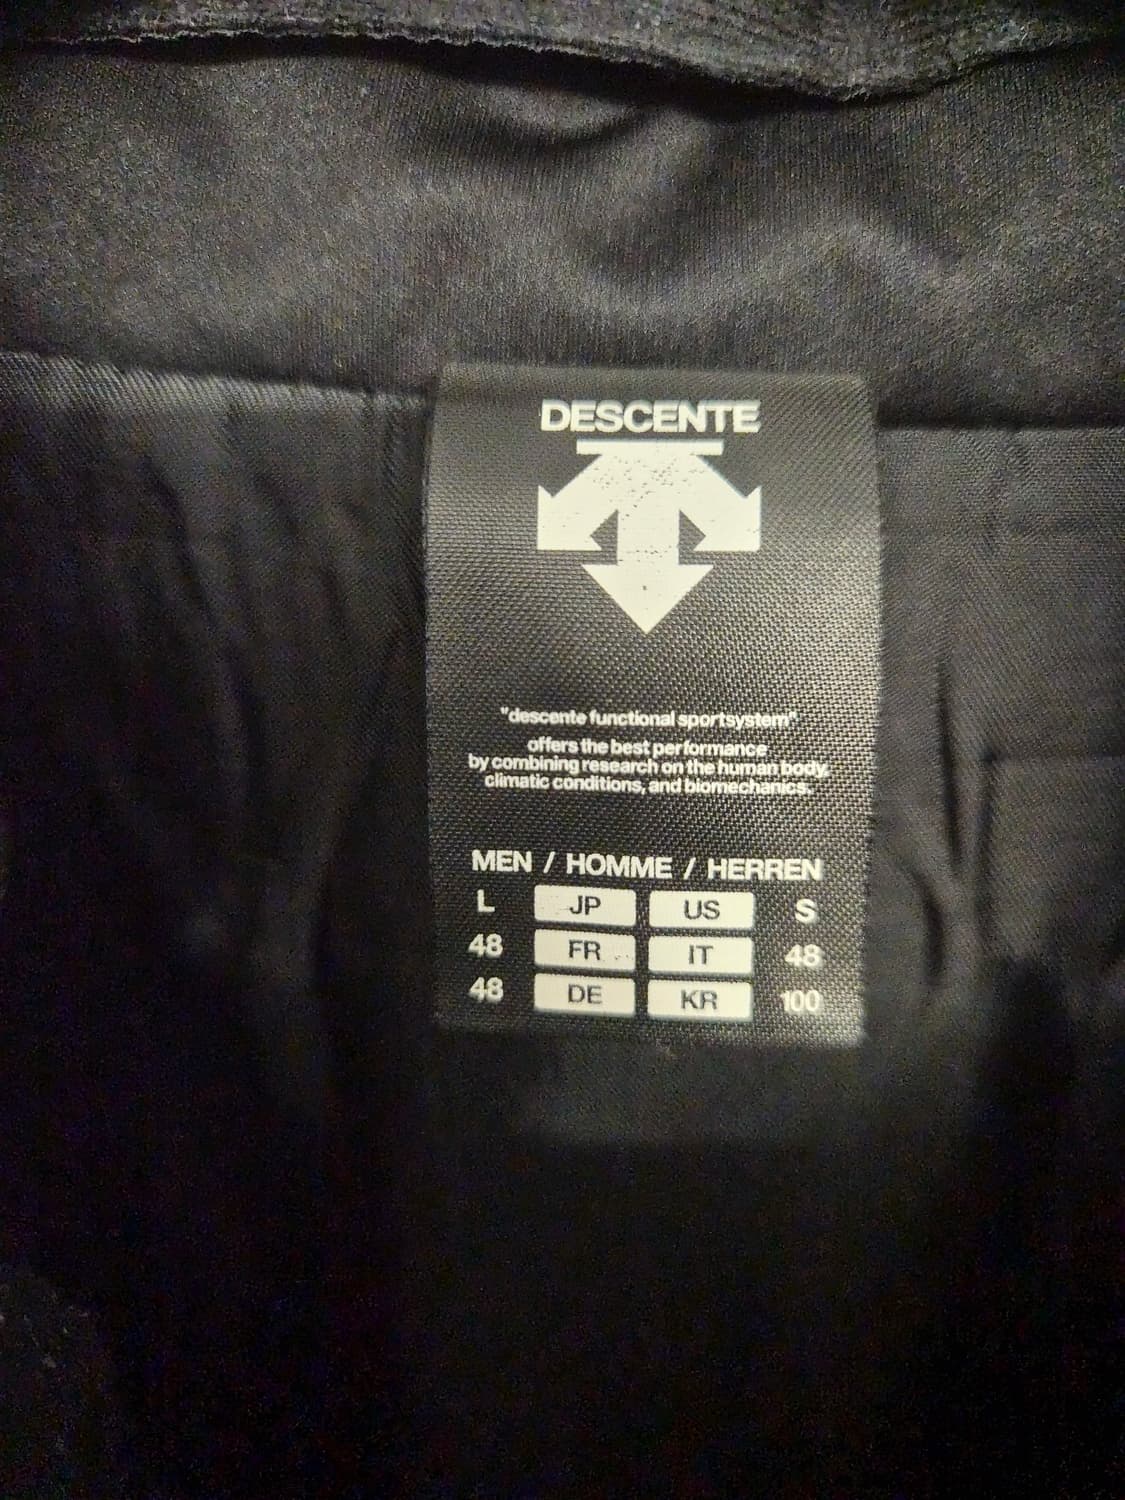 DESCENTE
"descente functional sportsystem"
offers the best performance
by combining research on the human body,
climatic conditions, and biomechanics.
MEN / HOMME / HERREN
L JP US S
48 FR IT 48
48 DE KR 100